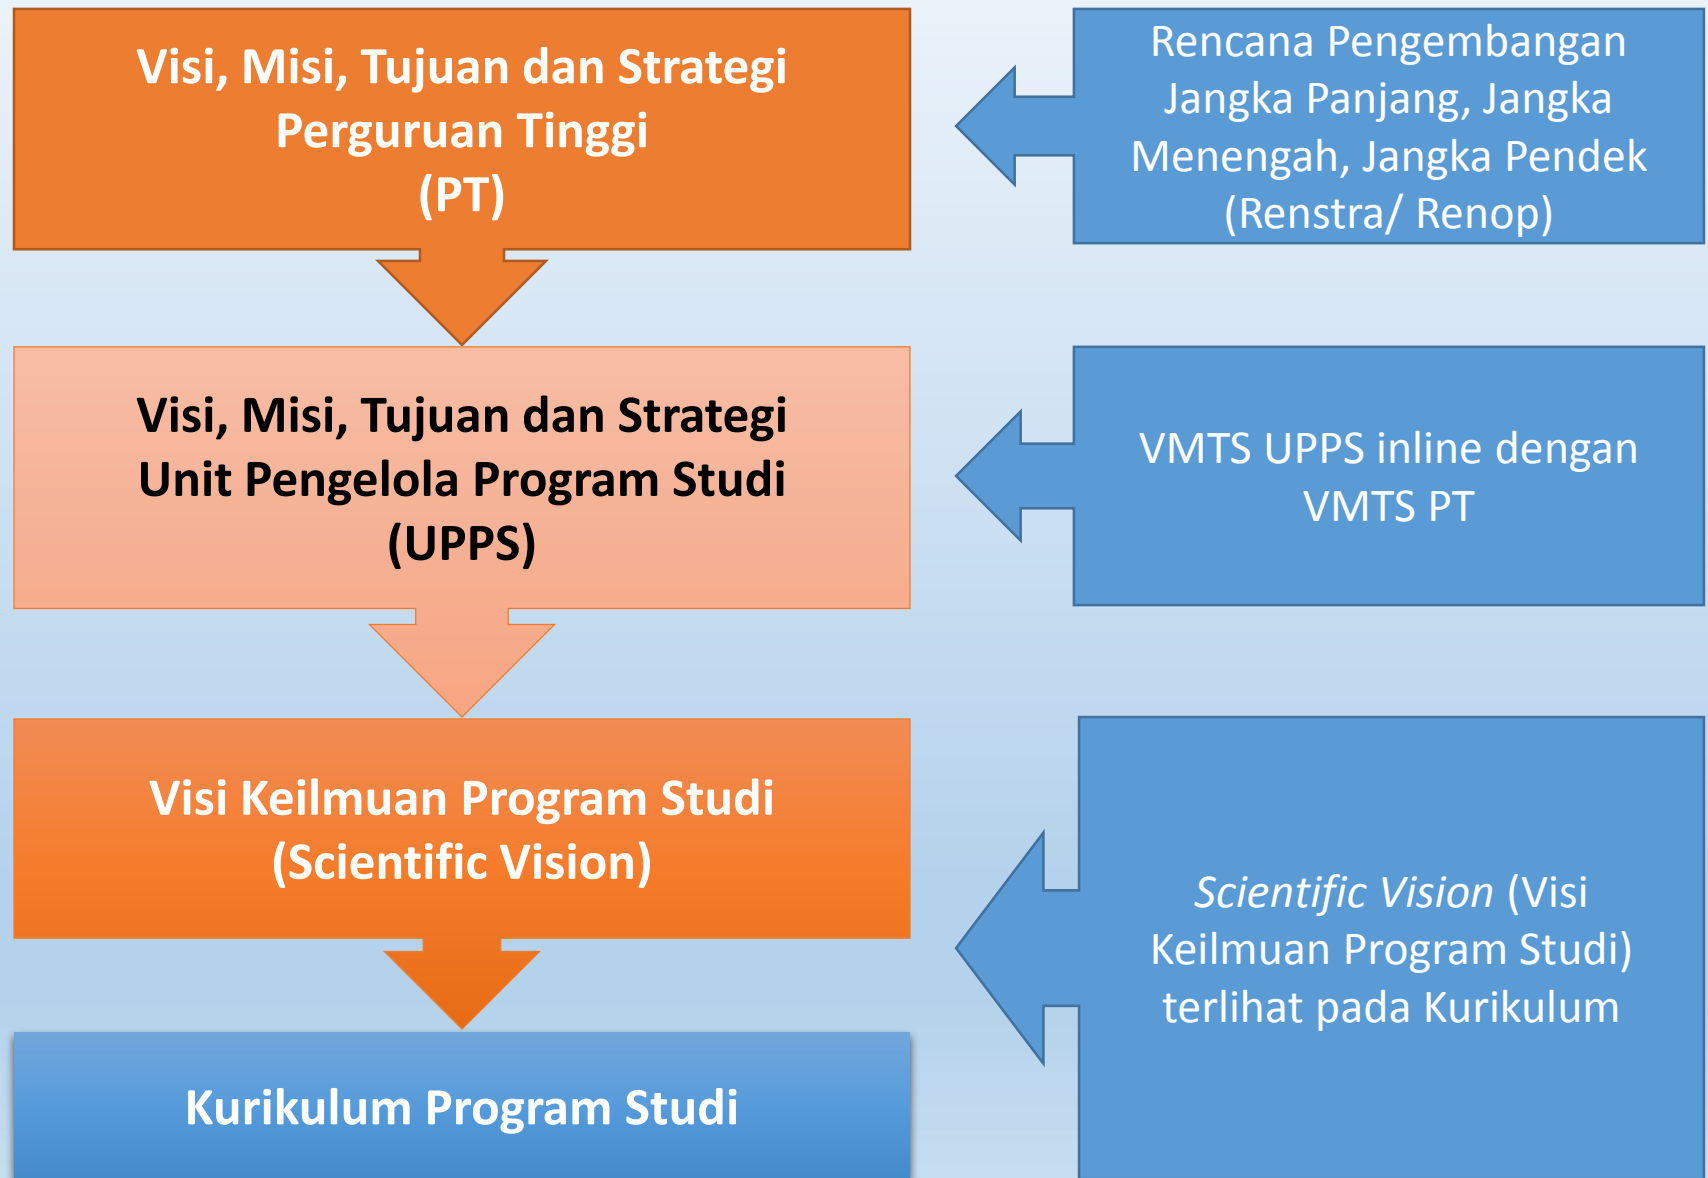 Visi, Misi, Tujuan dan Strategi
Perguruan Tinggi
(PT)
Rencana Pengembangan
Jangka Panjang, Jangka
Menengah, Jangka Pendek
(Renstra/ Renop)
Visi, Misi, Tujuan dan Strategi
Unit Pengelola Program Studi
(UPPS)
VMTS UPPS inline dengan
VMTS PT
Visi Keilmuan Program Studi
(Scientific Vision)
Scientific Vision (Visi
Keilmuan Program Studi)
terlihat pada Kurikulum
Kurikulum Program Studi